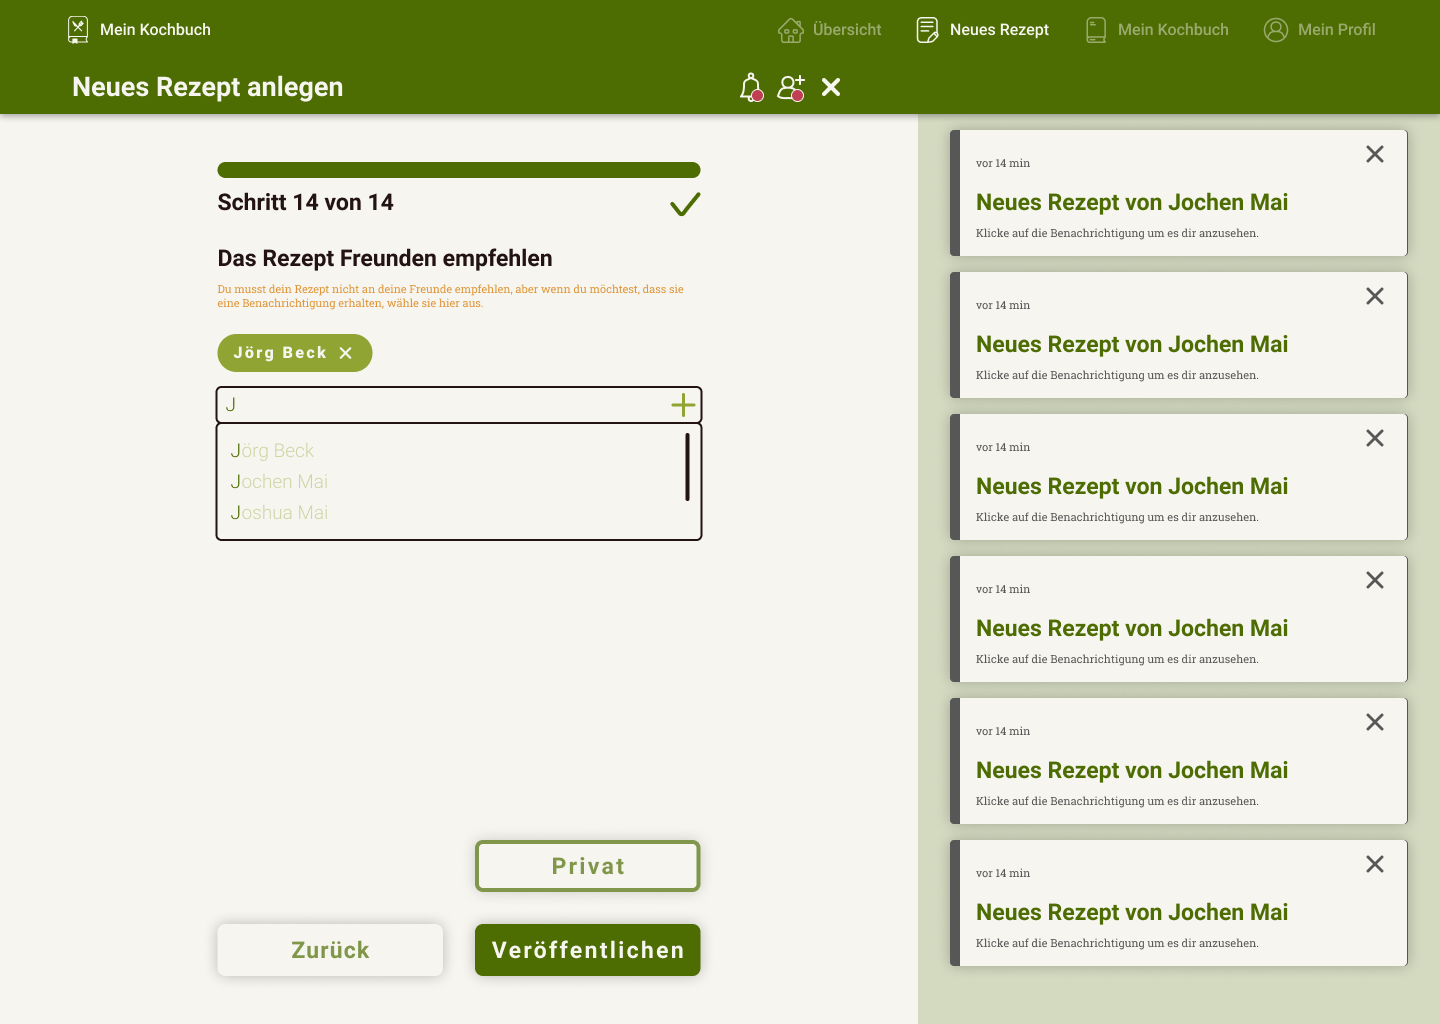 Mein Kochbuch
Übersicht
Neues Rezept
Mein Kochbuch
Mein Profil
Neues Rezept anlegen
Schritt 14 von 14
Das Rezept Freunden empfehlen
Du musst dein Rezept nicht an deine Freunde empfehlen, aber wenn du möchtest, dass sie
eine Benachrichtigung erhalten, wähle sie hier aus.
Jörg Beck
J
Jörg Beck
Jochen Mai
Joshua Mai
Privat
Zurück
Veröffentlichen
vor 14 min
Neues Rezept von Jochen Mai
Klicke auf die Benachrichtigung um es dir anzusehen.
vor 14 min
Neues Rezept von Jochen Mai
Klicke auf die Benachrichtigung um es dir anzusehen.
vor 14 min
Neues Rezept von Jochen Mai
Klicke auf die Benachrichtigung um es dir anzusehen.
vor 14 min
Neues Rezept von Jochen Mai
Klicke auf die Benachrichtigung um es dir anzusehen.
vor 14 min
Neues Rezept von Jochen Mai
Klicke auf die Benachrichtigung um es dir anzusehen.
vor 14 min
Neues Rezept von Jochen Mai
Klicke auf die Benachrichtigung um es dir anzusehen.